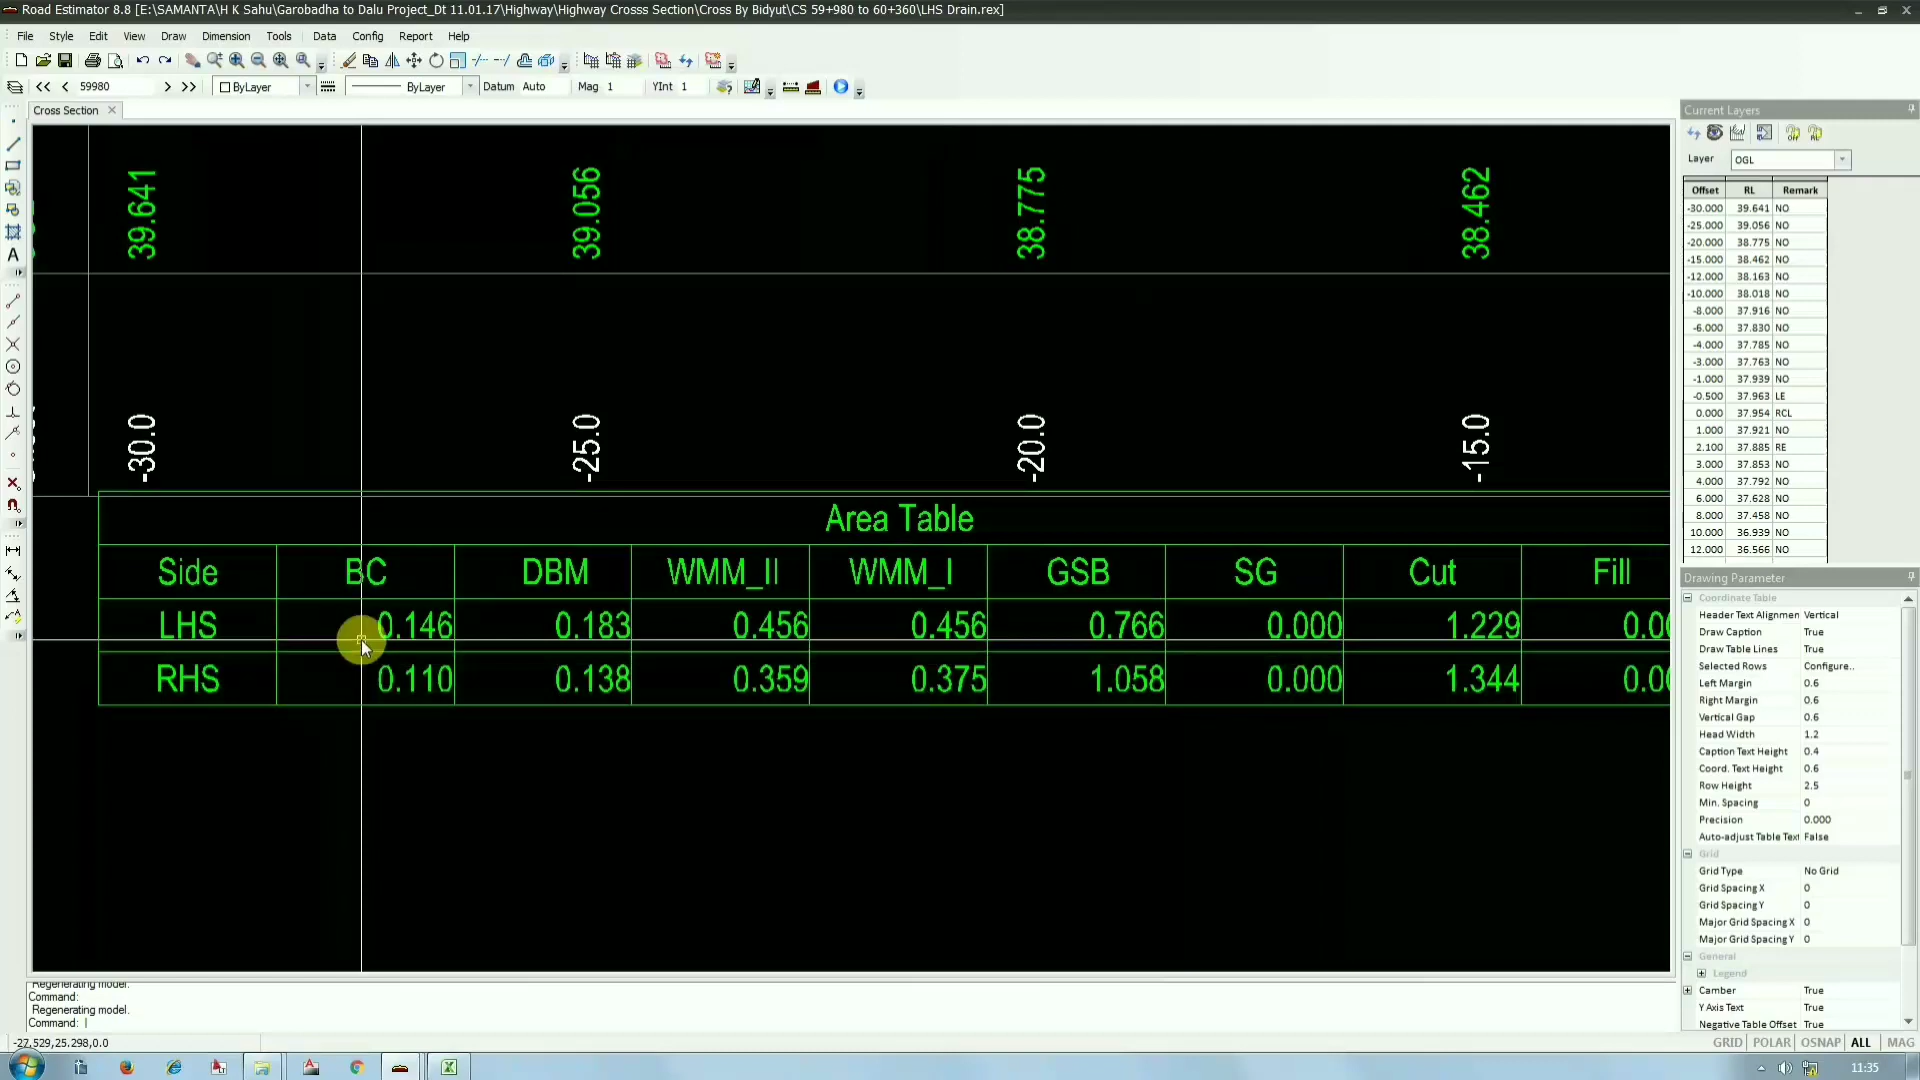 Road Estimator 8.8 [E:\SAMANTA\H K Sahu\Garobadha to Dalu Project_Dt 11.01.17\Highway\Highway Crosss Section\Cross By Bidyut\CS 59+980 to 60+360\LHS Drain.rex]
File Style Edit View Draw Dimension Tools Data Config Report Help
59980 ByLayer ByLayer Datum Auto Mag 1 YInt 1
Cross Section
39.641 39.056 38.775 38.462
-30.0 -25.0 -20.0 -15.0
Area Table
Side BC DBM WMM_II WMM_I GSB SG Cut Fill
LHS 0.146 0.183 0.456 0.456 0.766 0.000 1.229
RHS 0.110 0.138 0.359 0.375 1.058 0.000 1.344
Current Layers
Layer OGL
Offset RL Remark
-30.000 39.641 NO
-25.000 39.056 NO
-20.000 38.775 NO
-15.000 38.462 NO
-12.000 38.163 NO
-10.000 38.018 NO
-8.000 37.916 NO
-6.000 37.830 NO
-4.000 37.785 NO
-3.000 37.763 NO
-1.000 37.939 NO
-0.500 37.963 LE
0.000 37.954 RCL
1.000 37.921 NO
2.100 37.885 RE
3.000 37.853 NO
4.000 37.792 NO
6.000 37.628 NO
8.000 37.458 NO
10.000 36.939 NO
12.000 36.566 NO
Drawing Parameter
Coordinate Table
Header Text Alignmen Vertical
Draw Caption True
Draw Table Lines True
Selected Rows Configure..
Left Margin 0.6
Right Margin 0.6
Vertical Gap 0.6
Head Width 1.2
Caption Text Height 0.4
Coord. Text Height 0.6
Row Height 2.5
Min. Spacing 0
Precision 0.000
Auto-adjust Table Text False
Grid
Grid Type No Grid
Grid Spacing X 0
Grid Spacing Y 0
Major Grid Spacing X 0
Major Grid Spacing Y 0
General
Legend
Camber True
Y Axis Text True
Negative Table Offset True
Regenerating model.
Command:
Regenerating model.
Command:
-27.529,25.298,0.0
GRID POLAR OSNAP ALL MAG
11:35